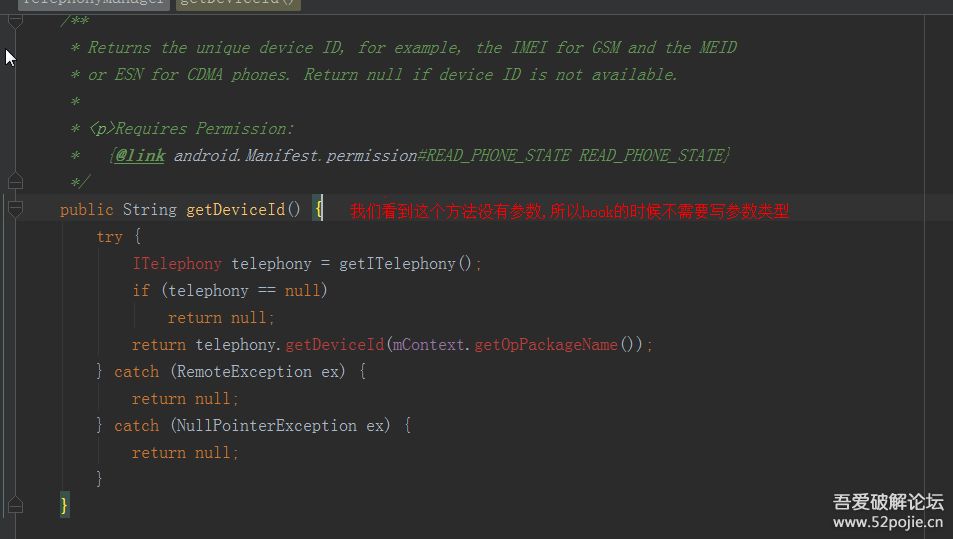 TelephonyManager getDeviceId()
/**
* Returns the unique device ID, for example, the IMEI for GSM and the MEID
* or ESN for CDMA phones. Return null if device ID is not available.
*
* <p>Requires Permission:
* {@link android.Manifest.permission#READ_PHONE_STATE READ_PHONE_STATE}
*/
public String getDeviceId() { 我们看到这个方法没有参数,所以hook的时候不需要写参数类型
try {
ITelephony telephony = getITelephony();
if (telephony == null)
return null;
return telephony.getDeviceId(mContext.getOpPackageName());
} catch (RemoteException ex) {
return null;
} catch (NullPointerException ex) {
return null;
}
}
吾爱破解论坛
www.52pojie.cn